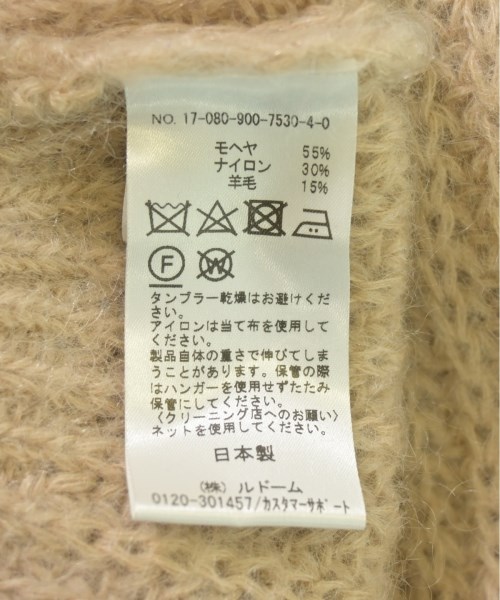 NO. 17-080-900-7530-4-0
モヘヤ 55%
ナイロン 30%
羊毛 15%
F
W
タンブラー乾燥はお避けくだ
さい。
アイロンは当て布を使用して
ください。
製品自体の重さで伸びてしま
うことがあります。保管の際
はハンガーを使用せずたたみ
保管にしてください。
〈クリーニング店へのお願い〉
ネットを使用してください。
日本製
(株) ルドーム
0120-301457/カスタマーサポート